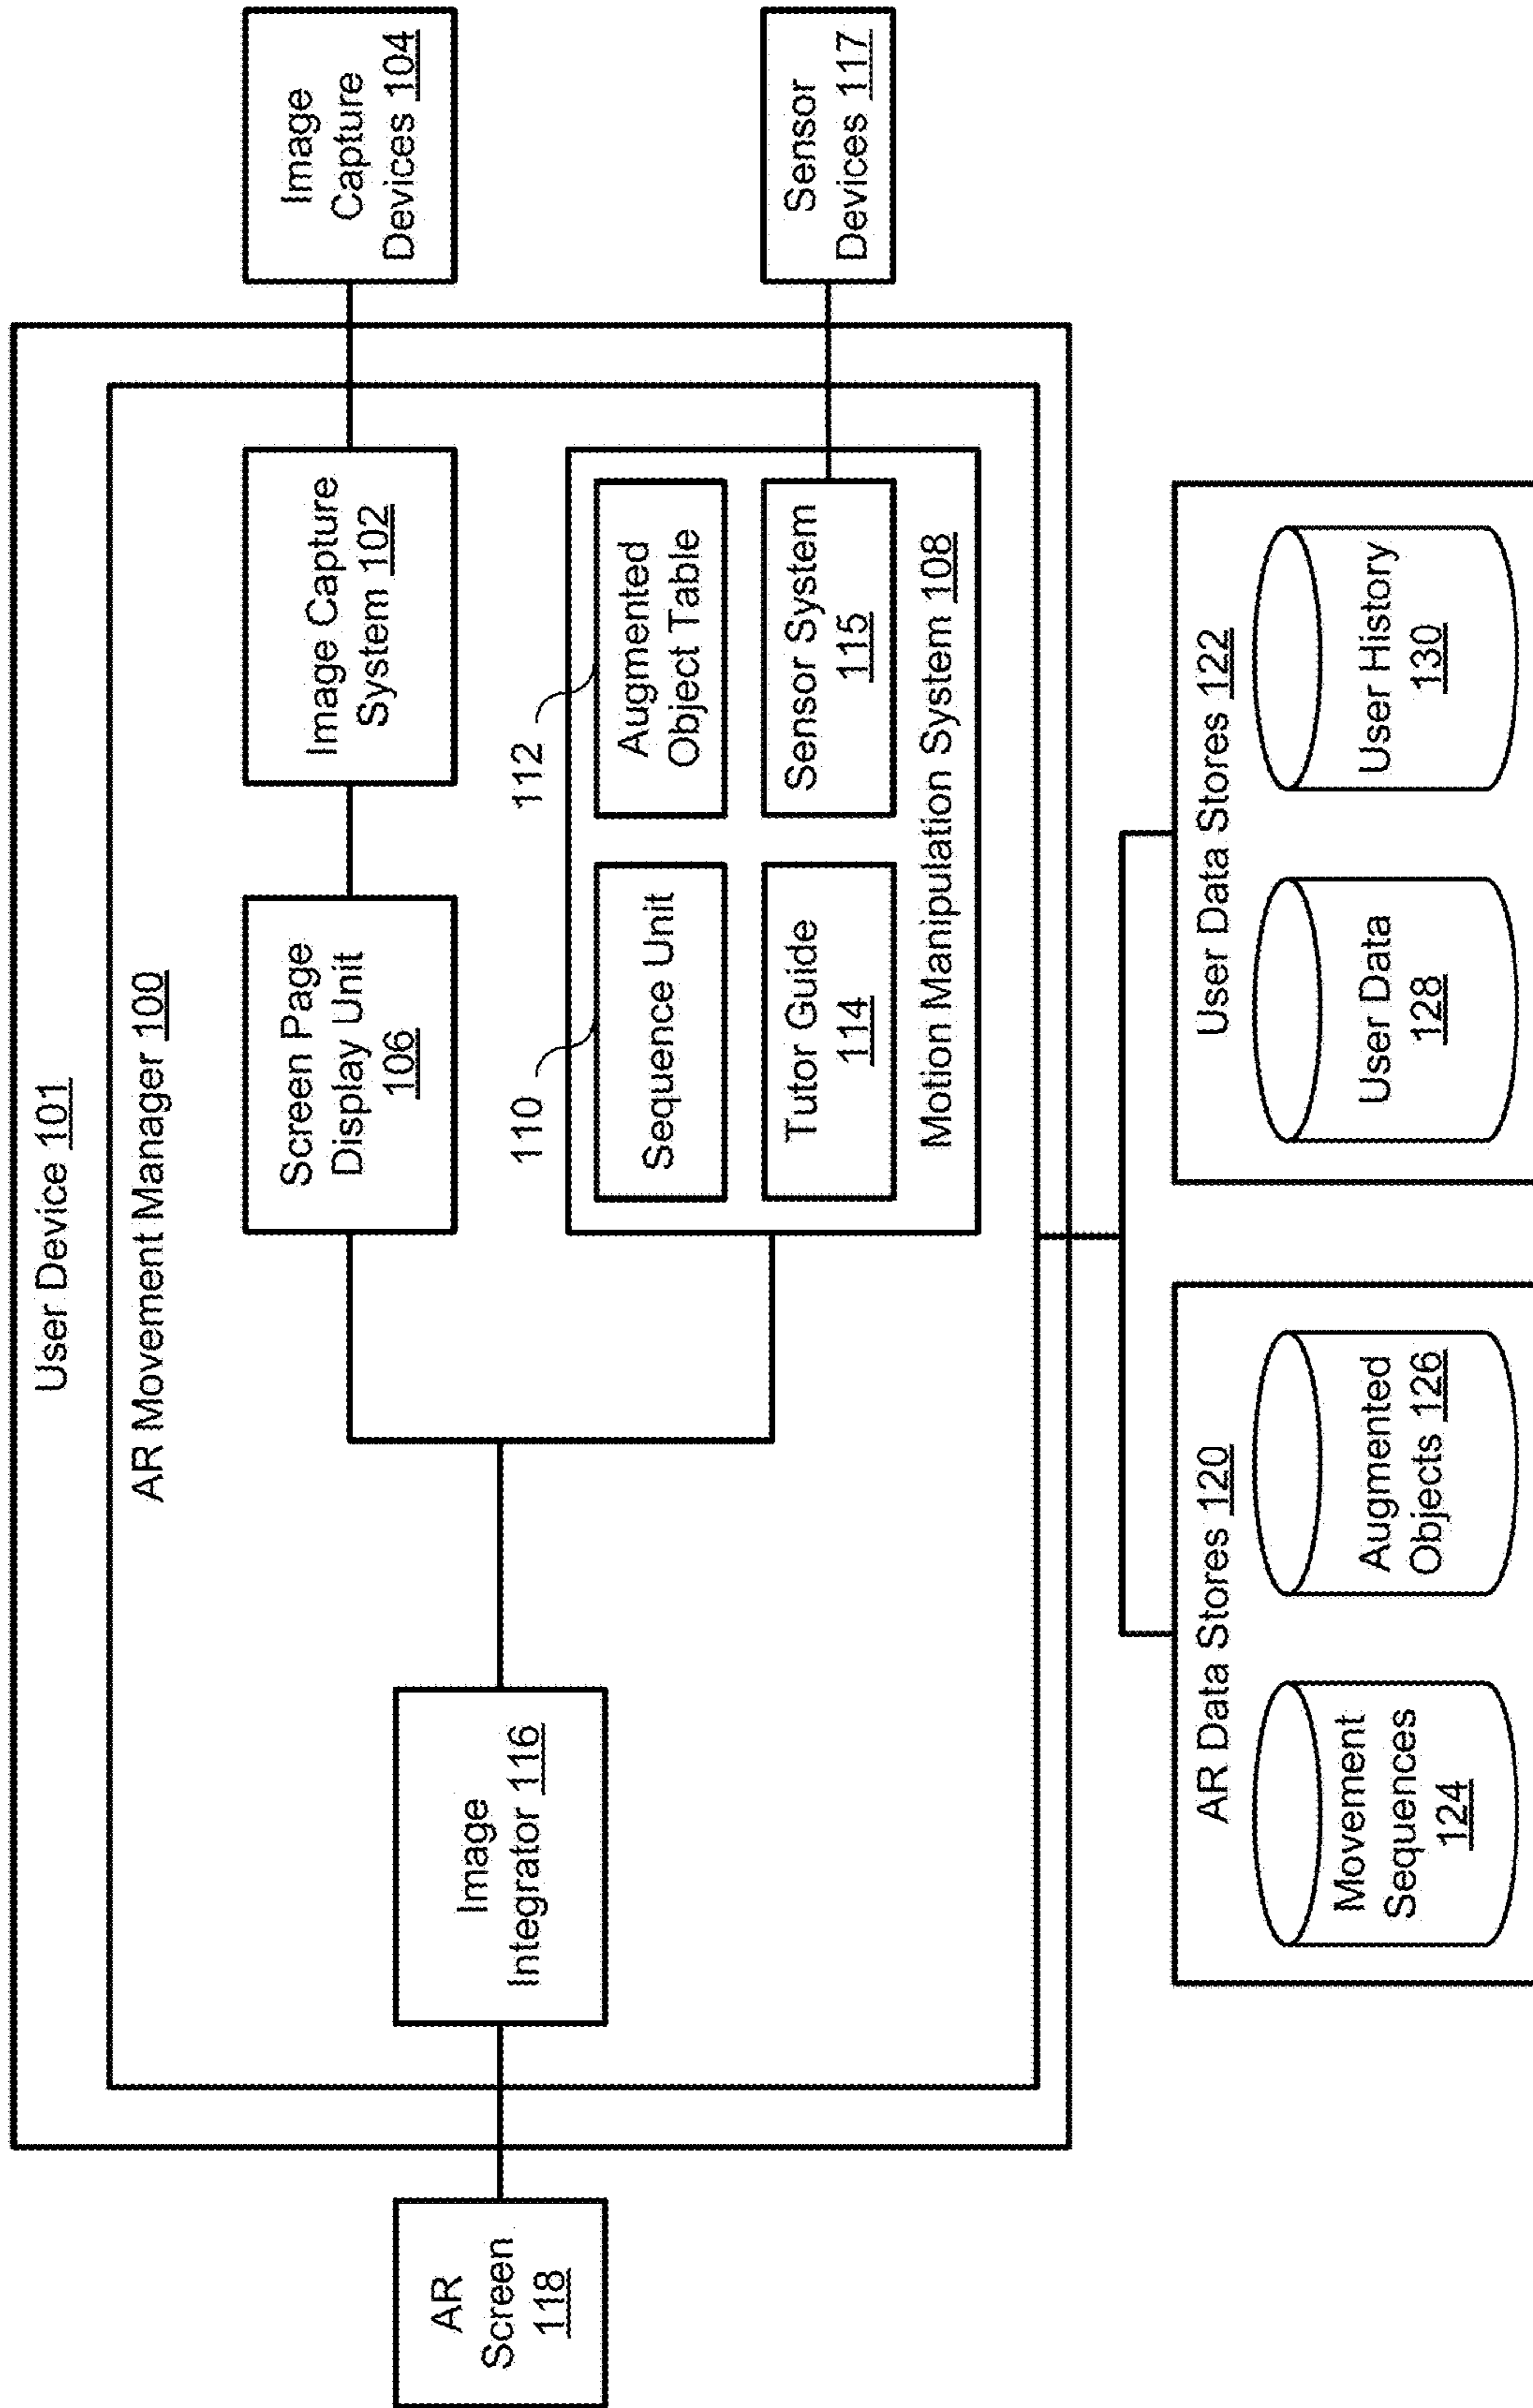 User Device 101
AR Movement Manager 100
AR
Screen
118
Image
Integrator 116
Screen Page
Display Unit
106
Image Capture
System 102
Image
Capture
Devices 104
110
112
Sequence Unit
Augmented
Object Table
Tutor Guide
114
Sensor System
115
Motion Manipulation System 108
Sensor
Devices 117
AR Data Stores 120
Movement
Sequences
124
Augmented
Objects 126
User Data Stores 122
User Data
128
User History
130